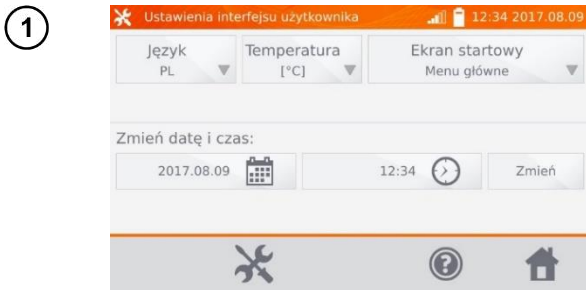 1
Ustawienia interfejsu użytkownika 12:34 2017.08.09
Język Temperatura Ekran startowy
PL [°C] Menu główne
Zmień datę i czas:
2017.08.09 12:34 Zmień
?